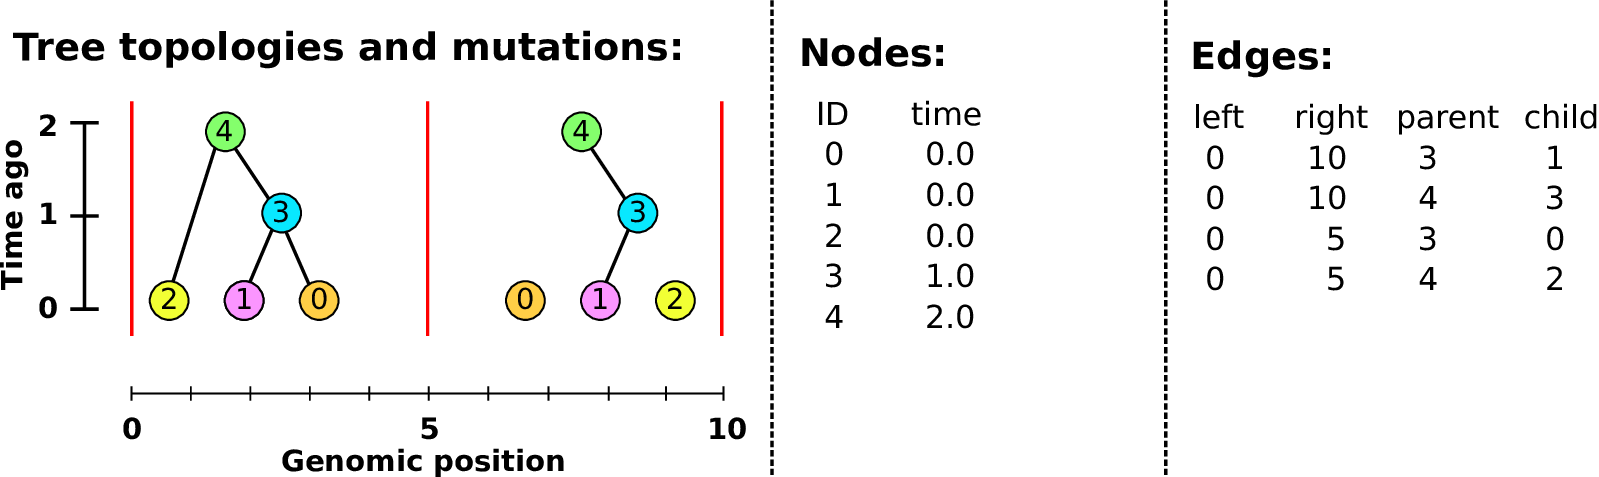 Tree topologies and mutations:
2
1
0
Time ago
4
3
2 1 0
4
3
0 1 2
0 5 10
Genomic position
Nodes:
ID time
0 0.0
1 0.0
2 0.0
3 1.0
4 2.0
Edges:
left right parent child
0 10 3 1
0 10 4 3
0 5 3 0
0 5 4 2